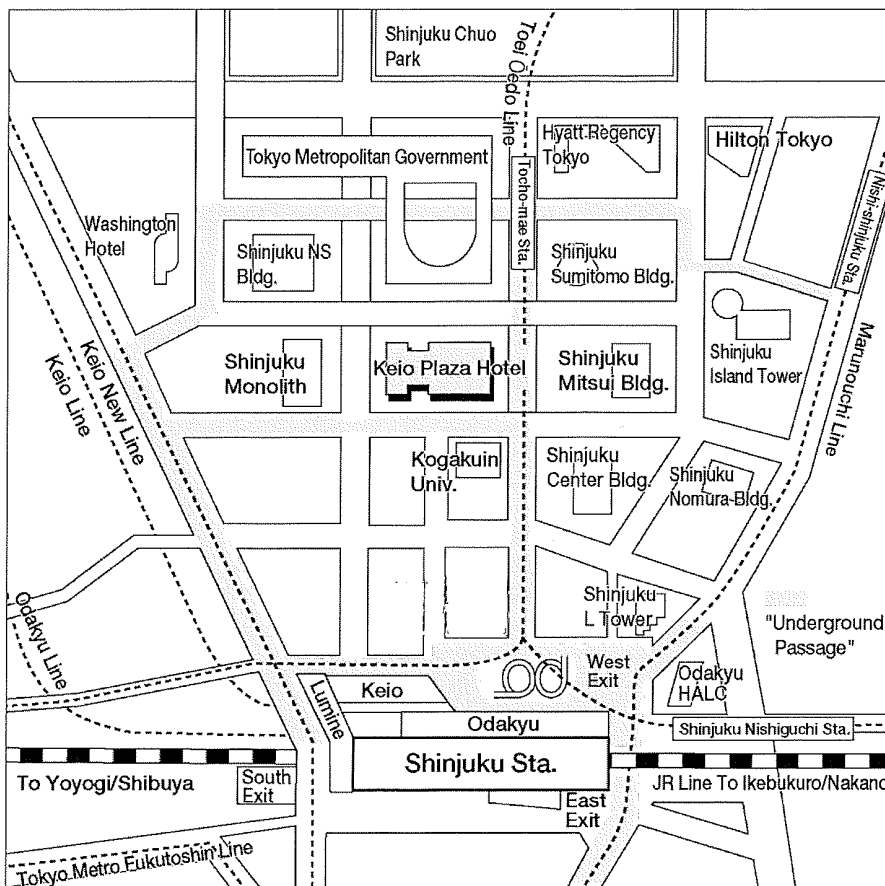 Shinjuku Chuo
Park
Toei Ōedo Line
Tokyo Metropolitan Government
Hyatt Regency
Tokyo
Hilton Tokyo
Tocho-mae Sta.
Nishi-shinjuku Sta.
Washington
Hotel
Shinjuku NS
Bldg.
Shinjuku
Sumitomo Bldg.
Keio New Line
Keio Line
Shinjuku
Monolith
Keio Plaza Hotel
Shinjuku
Mitsui Bldg.
Shinjuku
Island Tower
Marunouchi Line
Kogakuin
Univ.
Shinjuku
Center Bldg.
Shinjuku
Nomura Bldg.
Odakyu Line
Shinjuku
L Tower
"Underground
Passage"
West
Exit
Odakyu
HALC
Lumine
Keio
Odakyu
Shinjuku Nishiguchi Sta.
Shinjuku Sta.
To Yoyogi/Shibuya
South
Exit
East
Exit
JR Line To Ikebukuro/Nakano
Tokyo Metro Fukutoshin Line